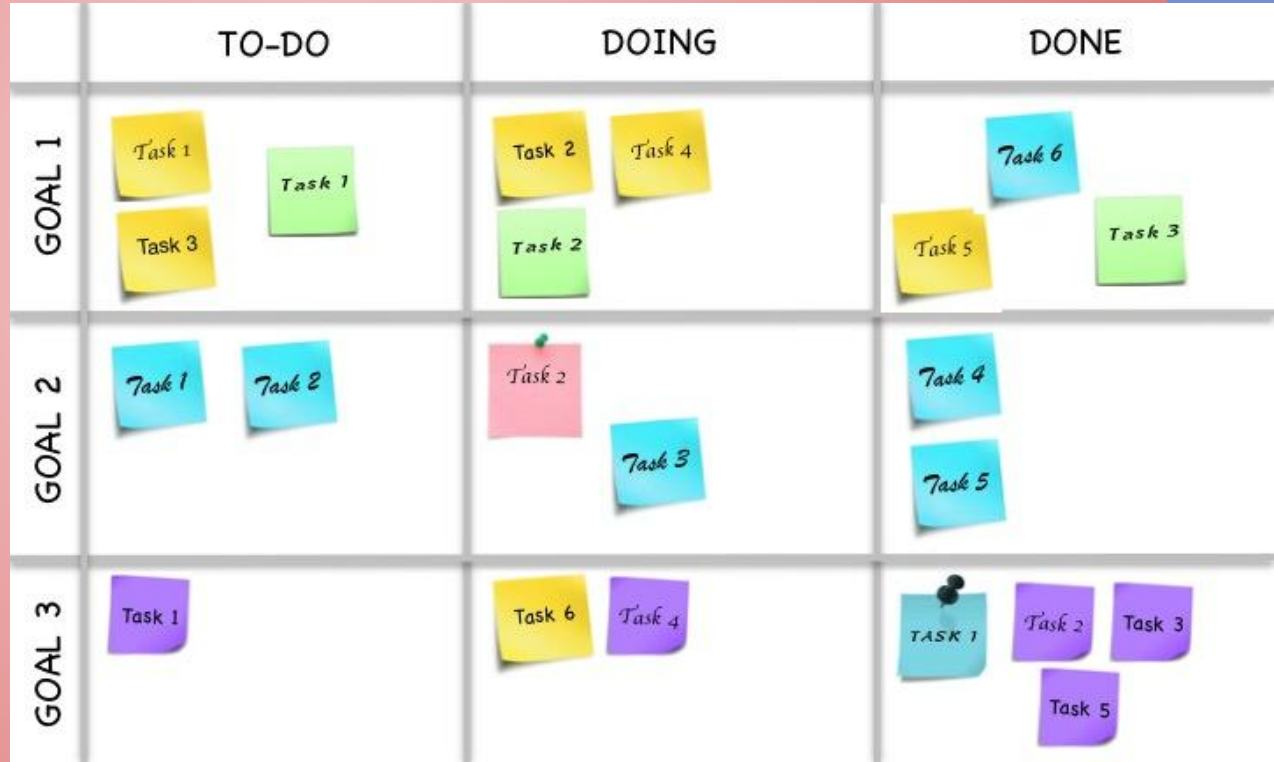 TO-DO
DOING
DONE
GOAL 1
Task 1
Task 1
Task 3
Task 2
Task 4
Task 2
Task 6
Task 5
Task 3
GOAL 2
Task 1
Task 2
Task 2
Task 3
Task 4
Task 5
GOAL 3
Task 1
Task 6
Task 4
TASK 1
Task 2
Task 3
Task 5